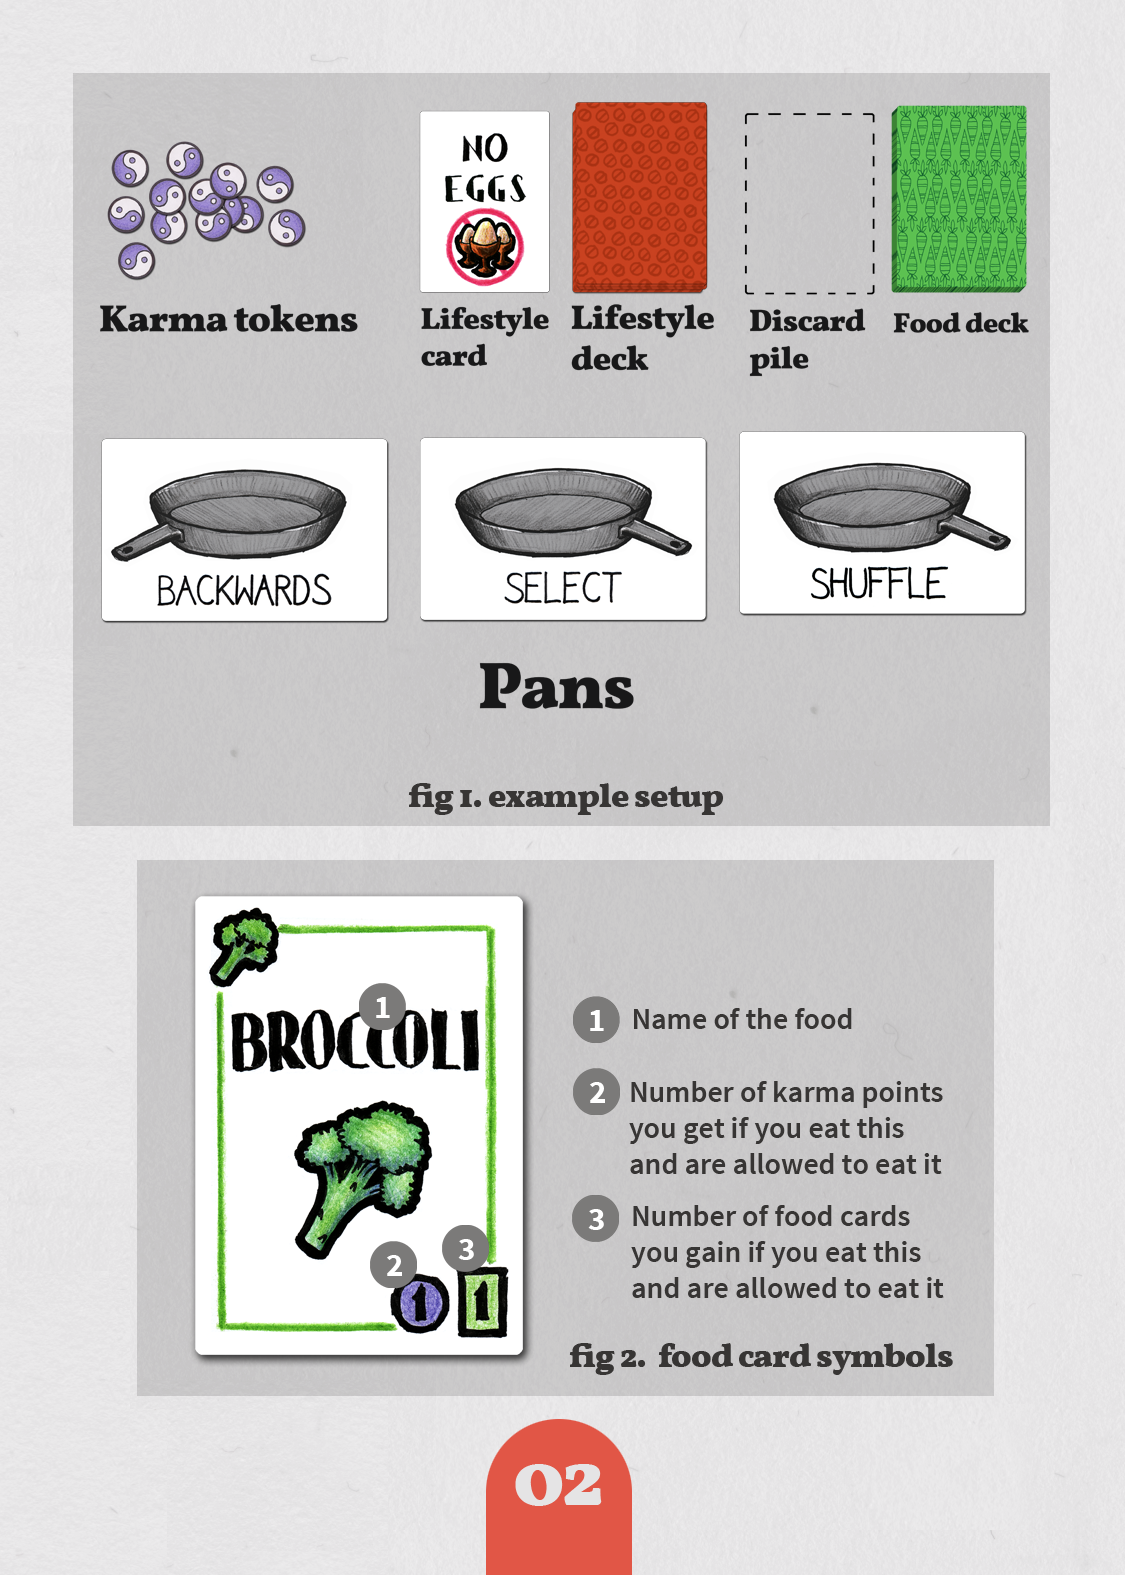 NO
EGGS
Karma tokens
Lifestyle
card
Lifestyle
deck
Discard
pile
Food deck
BACKWARDS
SELECT
SHUFFLE
Pans
fig 1. example setup
BROCCOLI
1
2
3
1
1
1 Name of the food
2 Number of karma points
you get if you eat this
and are allowed to eat it
3 Number of food cards
you gain if you eat this
and are allowed to eat it
fig 2. food card symbols
02